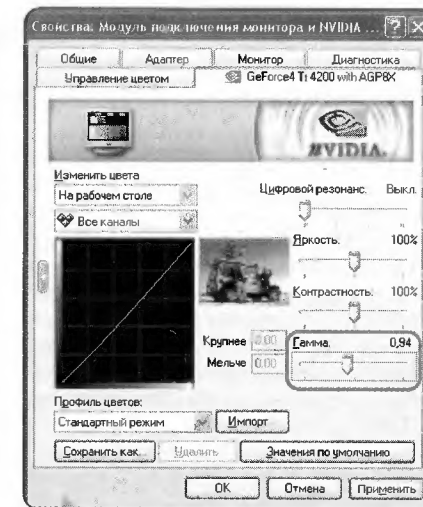 Свойства: Модуль подключения монитора и NVIDIA ...
Общие Адаптер Монитор Диагностика
Управление цветом GeForce4 Ti 4200 with AGP8X
NVIDIA.
Изменить цвета
На рабочем столе
Все каналы
Цифровой резонанс: Выкл.
Яркость: 100%
Контрастность: 100%
Крупнее 0.00
Мельче 0.00
Гамма: 0,94
Профиль цветов:
Стандартный режим Импорт
Сохранить как... Удалить Значения по умолчанию
OK Отмена Применить